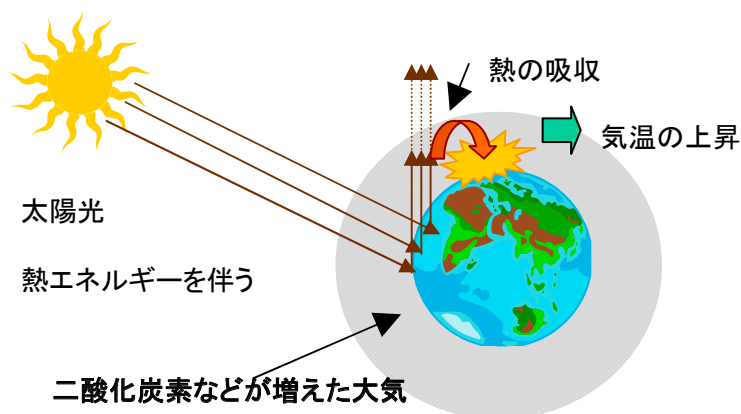 熱の吸収
気温の上昇
太陽光
熱エネルギーを伴う
二酸化炭素などが増えた大気